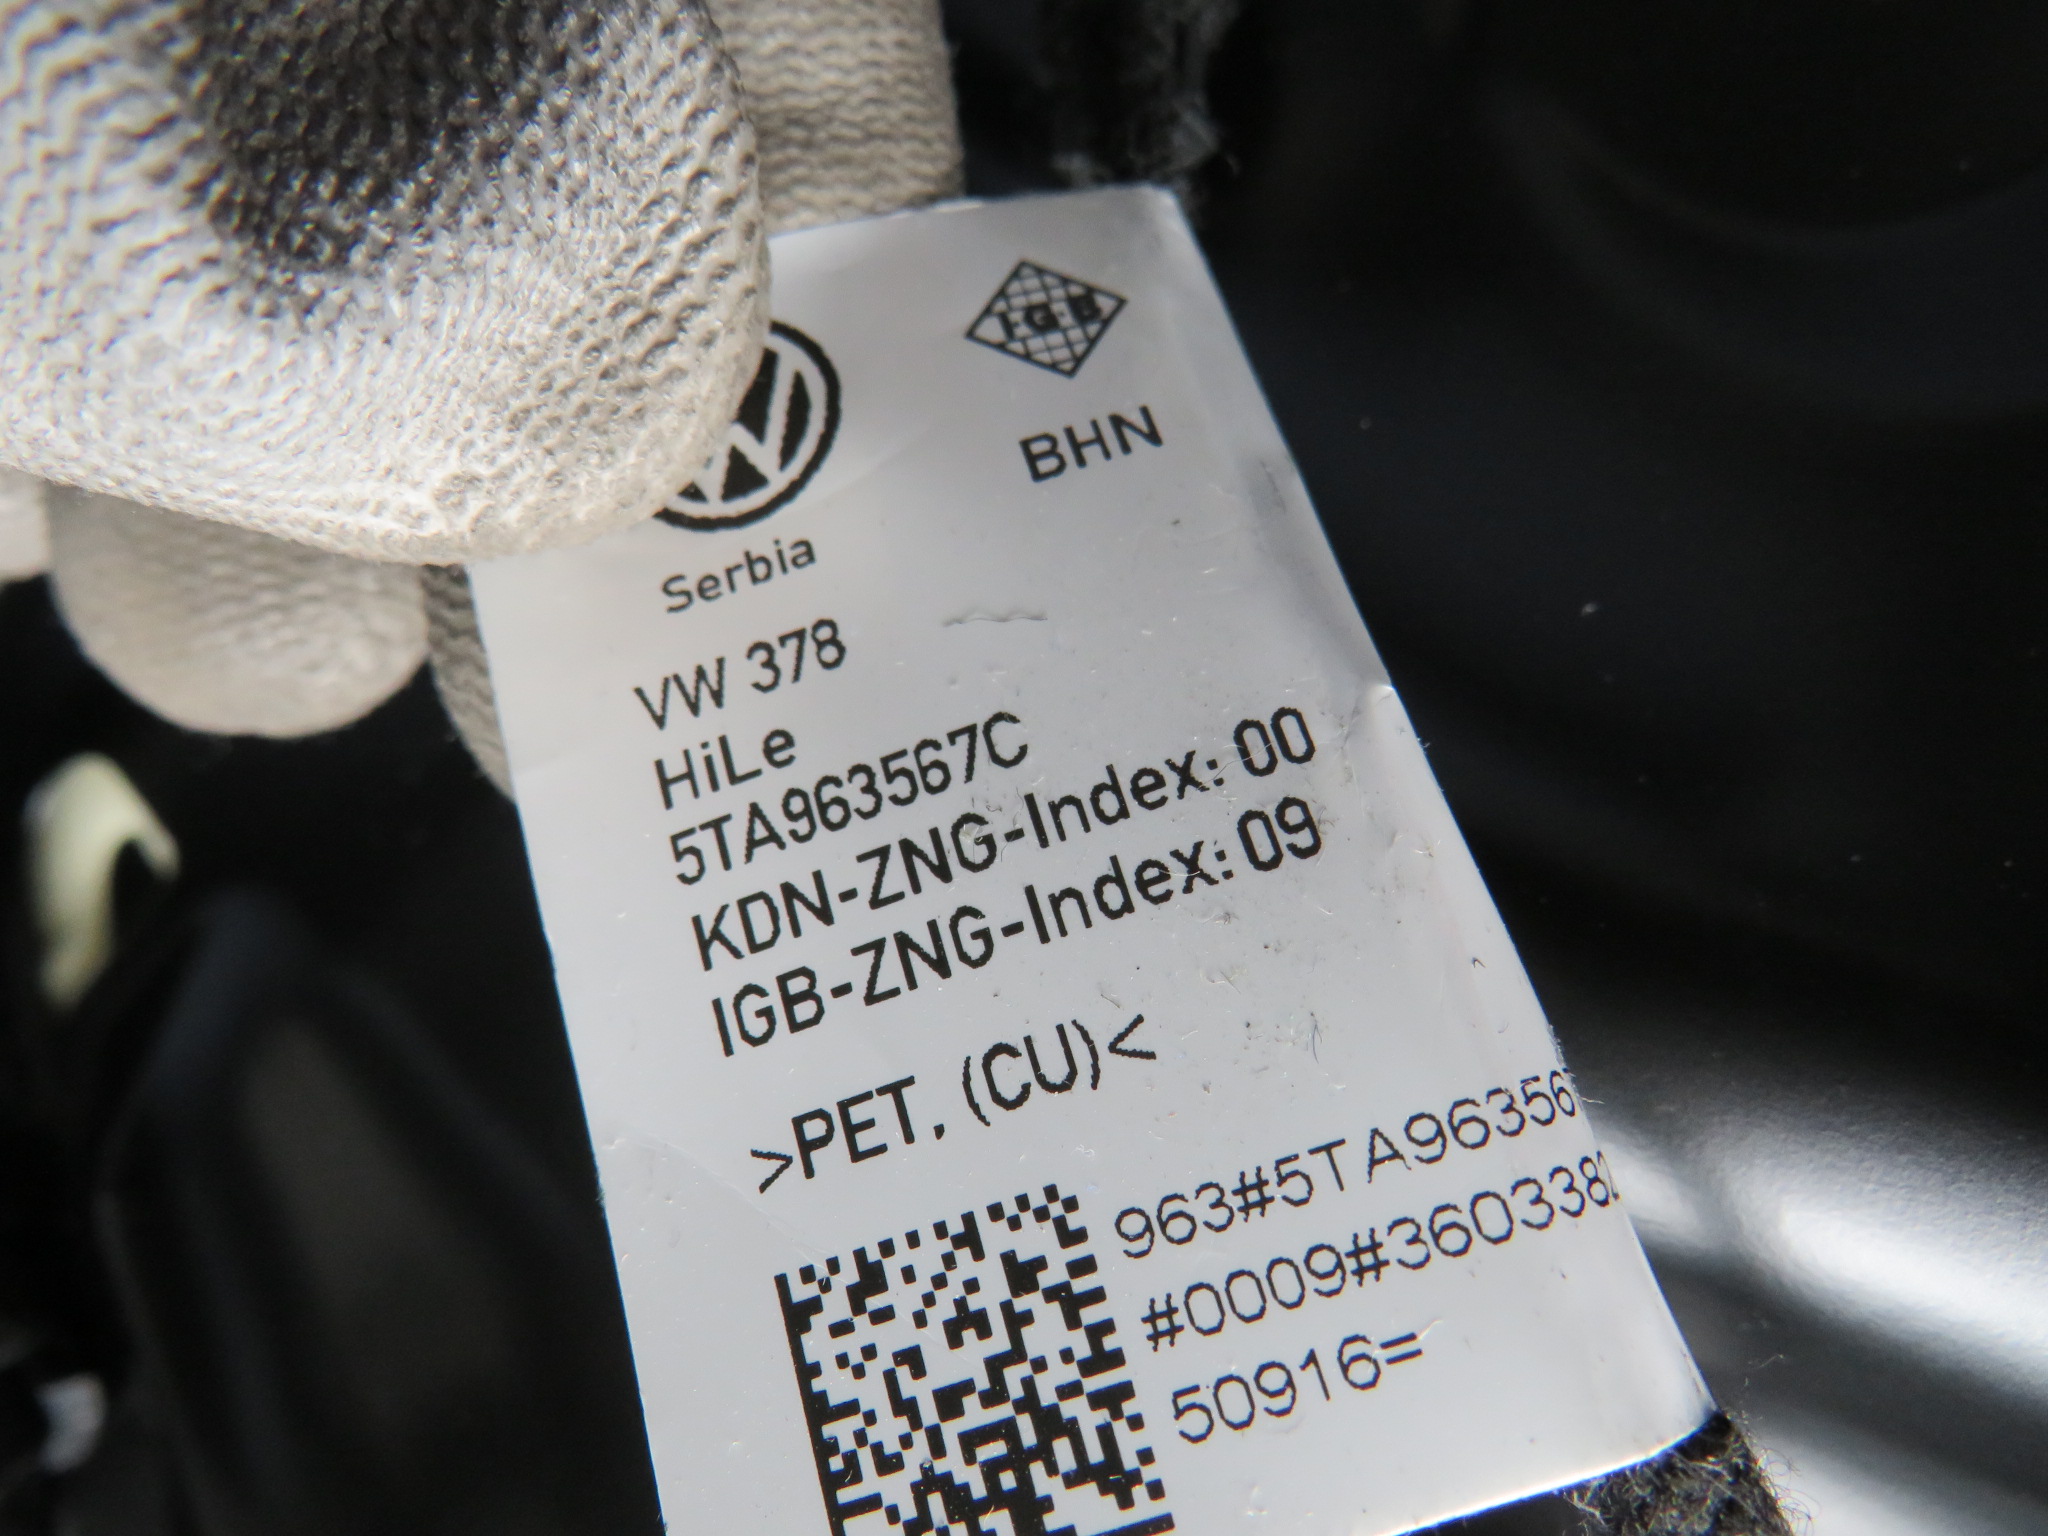 I·G·B
BHN
Serbia
VW 378
HiLe
5TA963567C
KDN-ZNG-Index: 00
IGB-ZNG-Index: 09
>PET, (CU)<
963#5TA96356
#0009#3603382
50916=